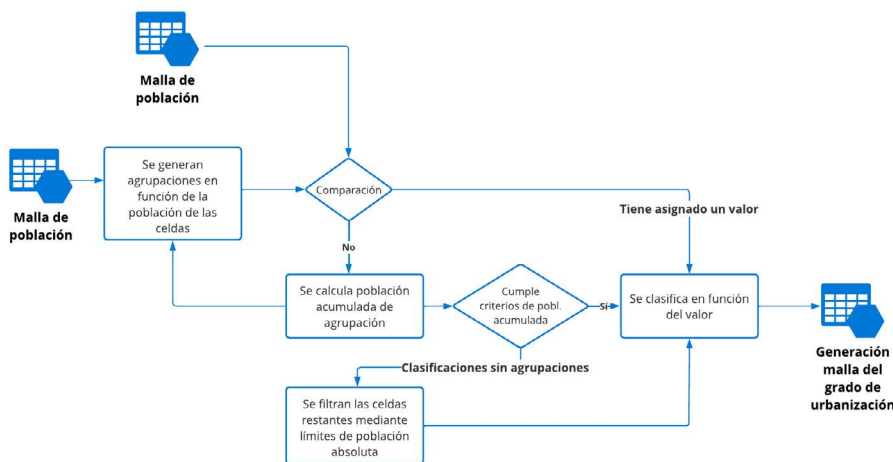 Malla de
población
Malla de
población
Se generan
agrupaciones en
función de la
población de las
celdas
Comparación
Tiene asignado un valor
No
Se calcula población
acumulada de
agrupación
Cumple
criterios de pobl.
acumulada
Sí
Se clasifica en función
del valor
Generación
malla del
grado de
urbanización
Clasificaciones sin agrupaciones
Se filtran las celdas
restantes mediante
límites de población
absoluta